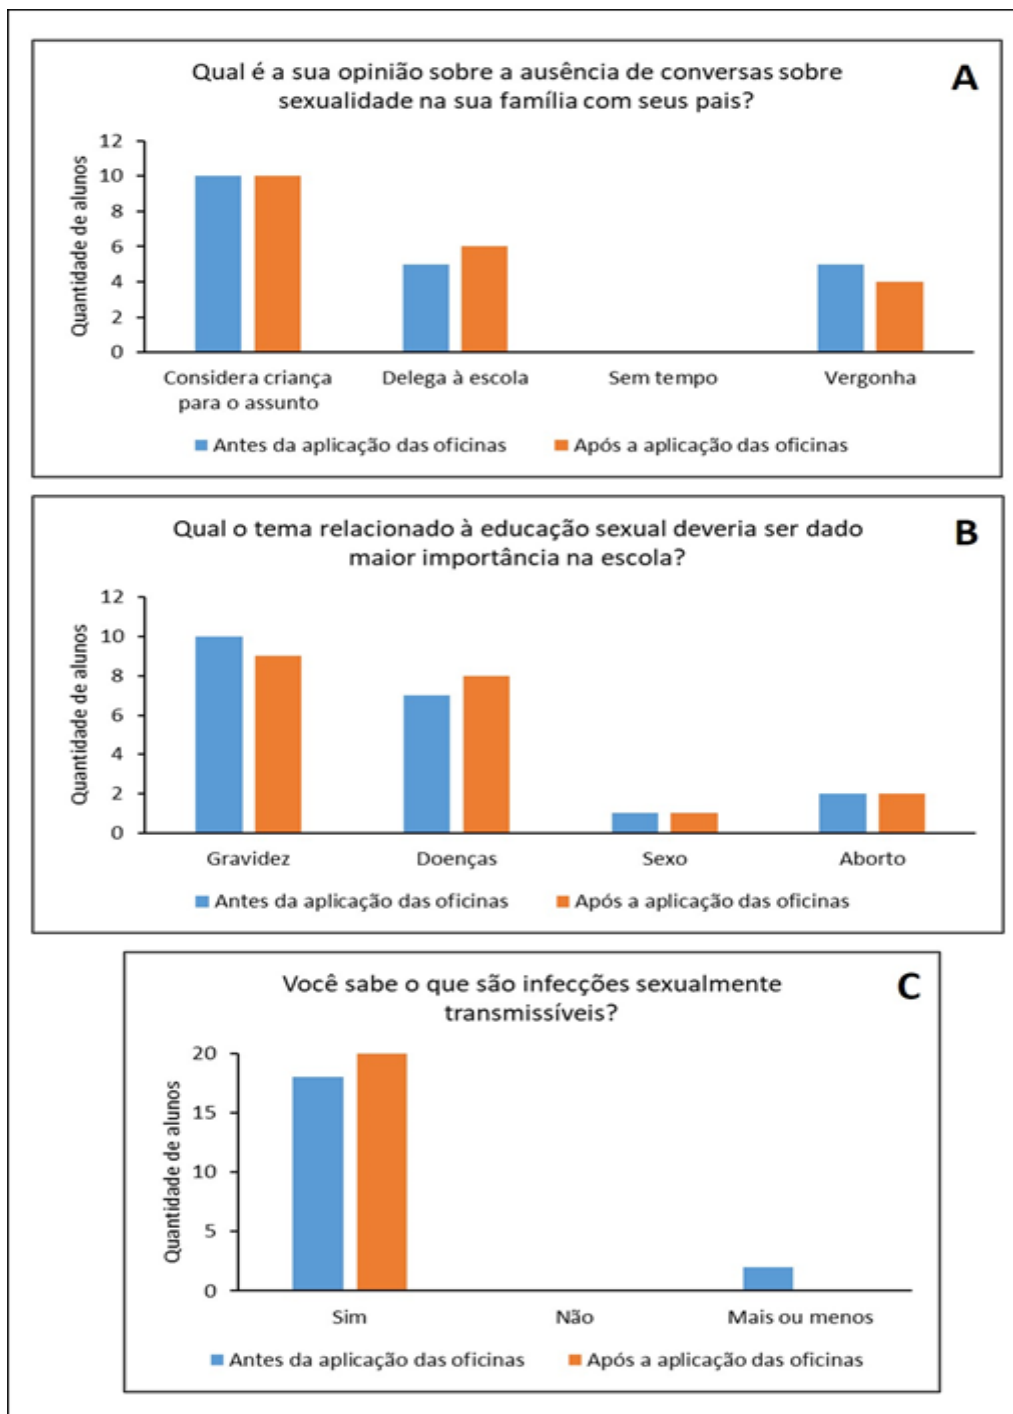 Qual é a sua opinião sobre a ausência de conversas sobre
sexualidade na sua família com seus pais?
A
Quantidade de alunos
12
10
8
6
4
2
0
Considera criança
para o assunto
Delega à escola
Sem tempo
Vergonha
Antes da aplicação das oficinas
Após a aplicação das oficinas
Qual o tema relacionado à educação sexual deveria ser dado
maior importância na escola?
B
Quantidade de alunos
12
10
8
6
4
2
0
Gravidez
Doenças
Sexo
Aborto
Antes da aplicação das oficinas
Após a aplicação das oficinas
Você sabe o que são infecções sexualmente
transmissíveis?
C
Quantidade de alunos
20
15
10
5
0
Sim
Não
Mais ou menos
Antes da aplicação das oficinas
Após a aplicação das oficinas